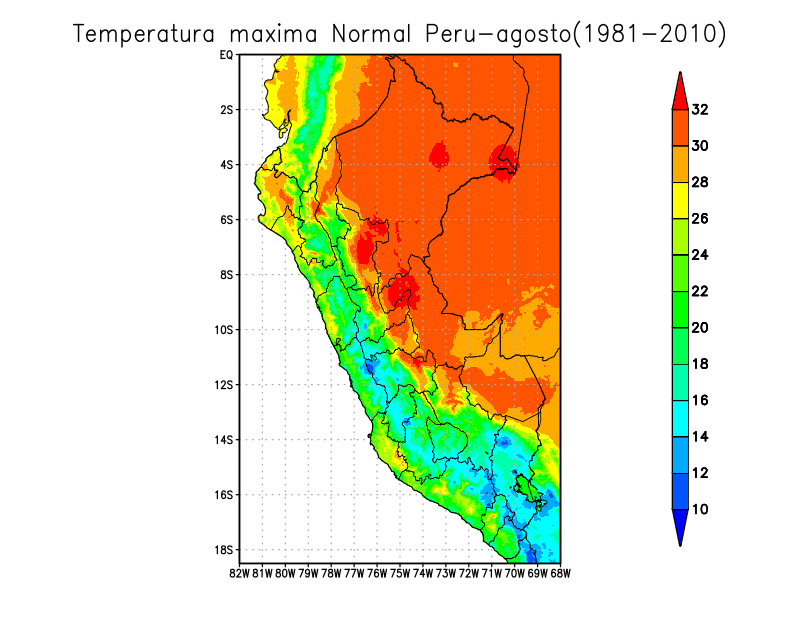 Temperatura maxima Normal Peru-agosto(1981-2010)
EQ
2S
4S
6S
8S
10S
12S
14S
16S
18S
82W 81W 80W 79W 78W 77W 76W 75W 74W 73W 72W 71W 70W 69W 68W
32
30
28
26
24
22
20
18
16
14
12
10